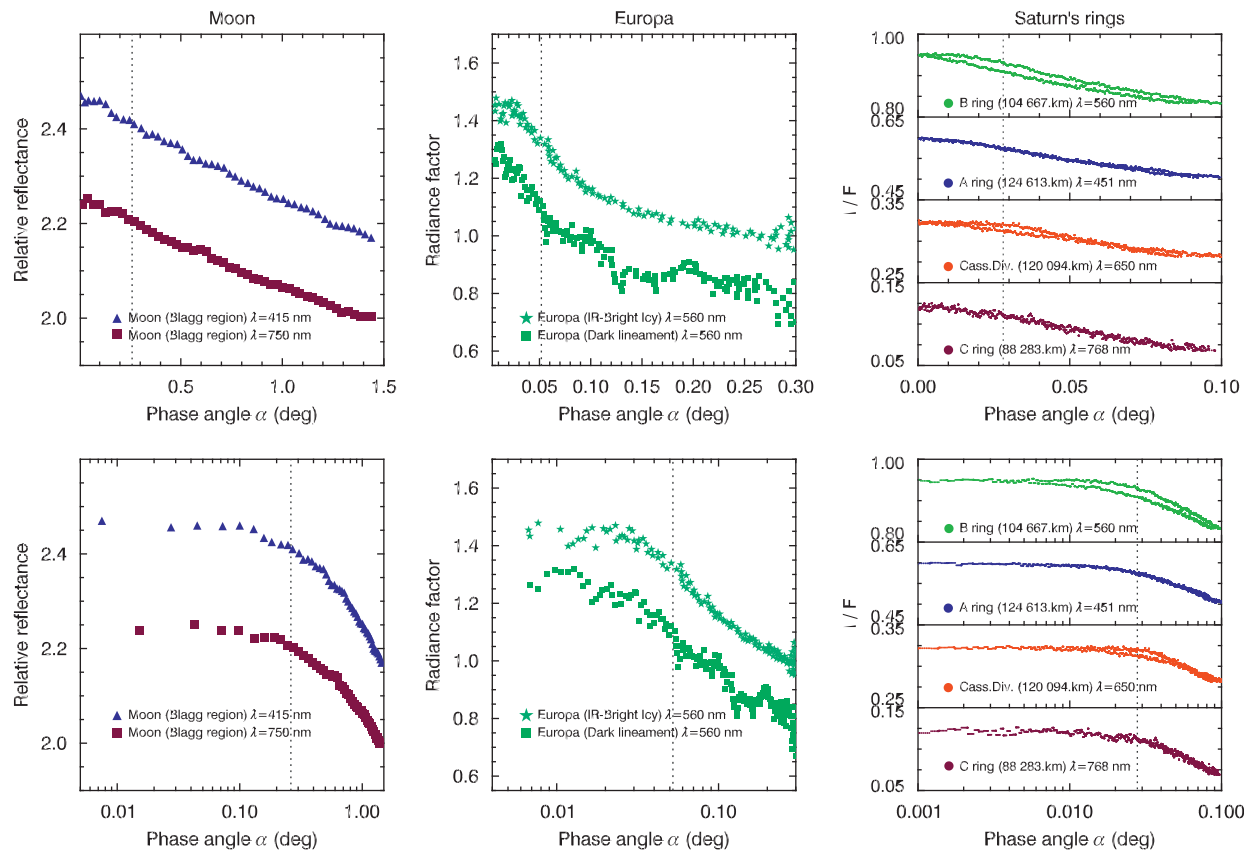 Moon
Europa
Saturn's rings
Relative reflectance
2.4
2.2
2.0
▲ Moon (Blagg region) λ=415 nm
■ Moon (Blagg region) λ=750 nm
0.5 1.0 1.5
Phase angle α (deg)
Radiance factor
1.6
1.4
1.2
1.0
0.8
0.6
★ Europa (IR-Bright Icy) λ=560 nm
■ Europa (Dark lineament) λ=560 nm
0.05 0.10 0.15 0.20 0.25 0.30
Phase angle α (deg)
I / F
1.00
0.80
● B ring (104 667.km) λ=560 nm
0.65
0.45
● A ring (124 613.km) λ=451 nm
0.35
0.25
● Cass.Div. (120 094.km) λ=650 nm
0.15
0.05
● C ring (88 283.km) λ=768 nm
0.00 0.05 0.10
Phase angle α (deg)
Relative reflectance
2.4
2.2
2.0
▲ Moon (Blagg region) λ=415 nm
■ Moon (Blagg region) λ=750 nm
0.01 0.10 1.00
Phase angle α (deg)
Radiance factor
1.6
1.4
1.2
1.0
0.8
0.6
★ Europa (IR-Bright Icy) λ=560 nm
■ Europa (Dark lineament) λ=560 nm
0.01 0.10
Phase angle α (deg)
I / F
1.00
0.80
● B ring (104 667.km) λ=560 nm
0.65
0.45
● A ring (124 613.km) λ=451 nm
0.35
0.25
● Cass.Div. (120 094.km) λ=650 nm
0.15
0.05
● C ring (88 283.km) λ=768 nm
0.001 0.010 0.100
Phase angle α (deg)